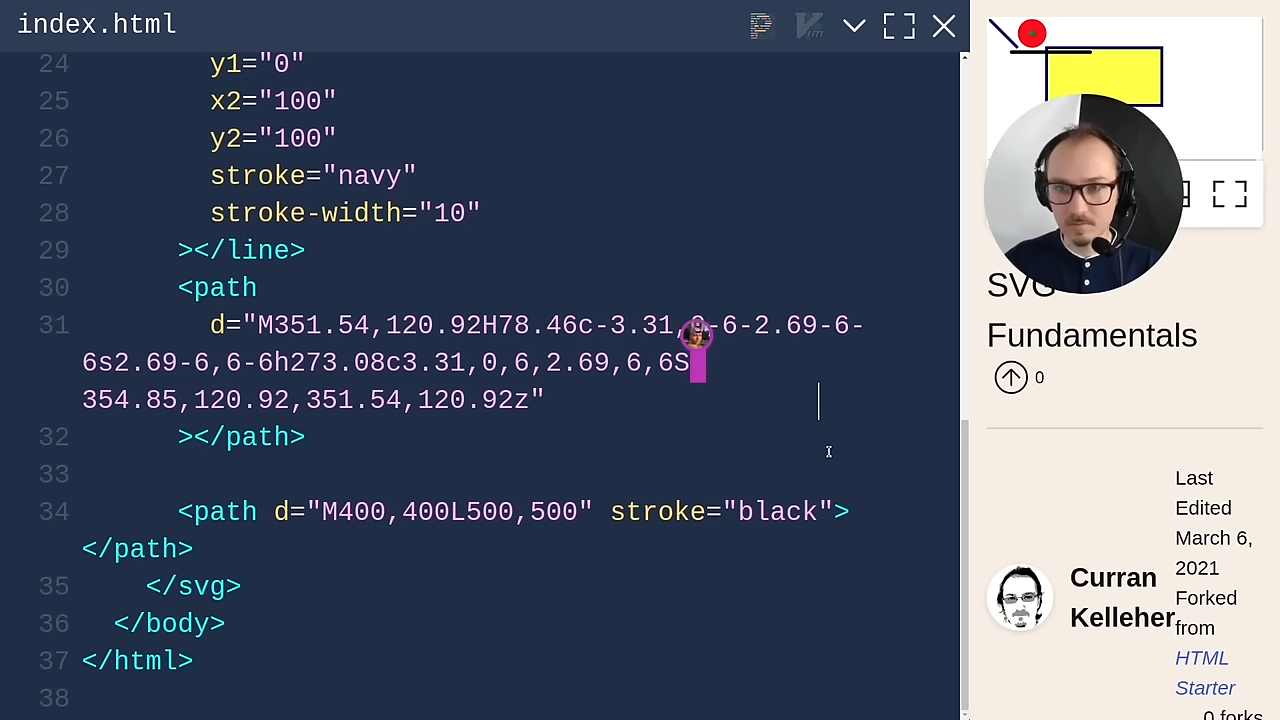 index.html
24 y1="0"
25 x2="100"
26 y2="100"
27 stroke="navy"
28 stroke-width="10"
29 ></line>
30 <path
31 d="M351.54,120.92H78.46c-3.31, -6-2.69-6-
6s2.69-6,6-6h273.08c3.31,0,6,2.69,6,6S
354.85,120.92,351.54,120.92z"
32 ></path>
33
34 <path d="M400,400L500,500" stroke="black">
</path>
35 </svg>
36 </body>
37 </html>
38
SVG
Fundamentals
0
Last
Edited
March 6,
2021
Forked
from
HTML
Starter
Curran
Kelleher
0 forks